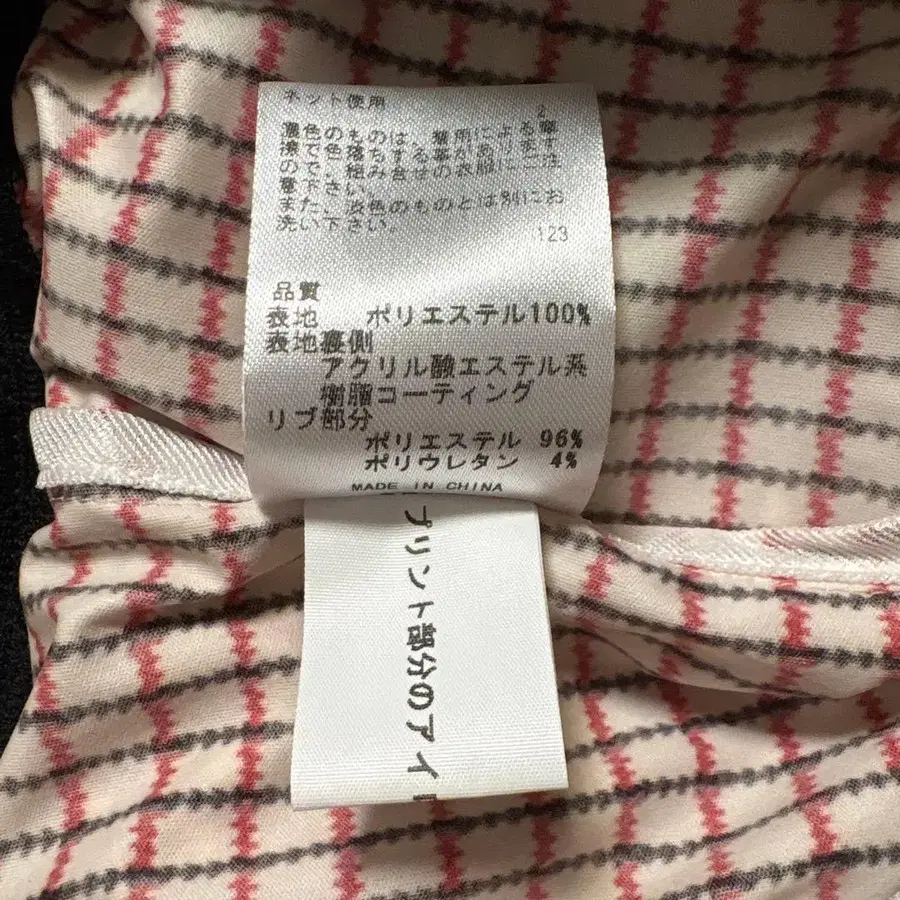 ネット使用
濃色のものは、着用による摩
擦で色落ちする事があります
ので、組み合せの衣服にご注
意下さい。
また、淡色のものとは別にお
洗い下さい。
123
品質
表地 ポリエステル100%
表地裏側
アクリル酸エステル系
樹脂コーティング
リブ部分
ポリエステル 96%
ポリウレタン 4%
MADE IN CHINA
プリント部分のアイ